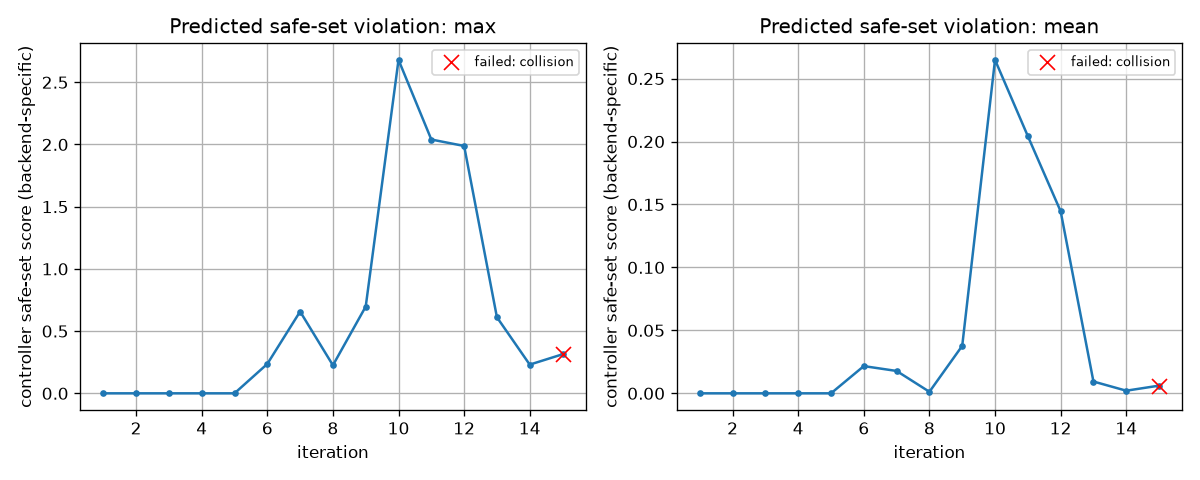 Predicted safe-set violation: max
controller safe-set score (backend-specific)
2.5
2.0
1.5
1.0
0.5
0.0
2 4 6 8 10 12 14
iteration
failed: collision
Predicted safe-set violation: mean
controller safe-set score (backend-specific)
0.25
0.20
0.15
0.10
0.05
0.00
2 4 6 8 10 12 14
iteration
failed: collision